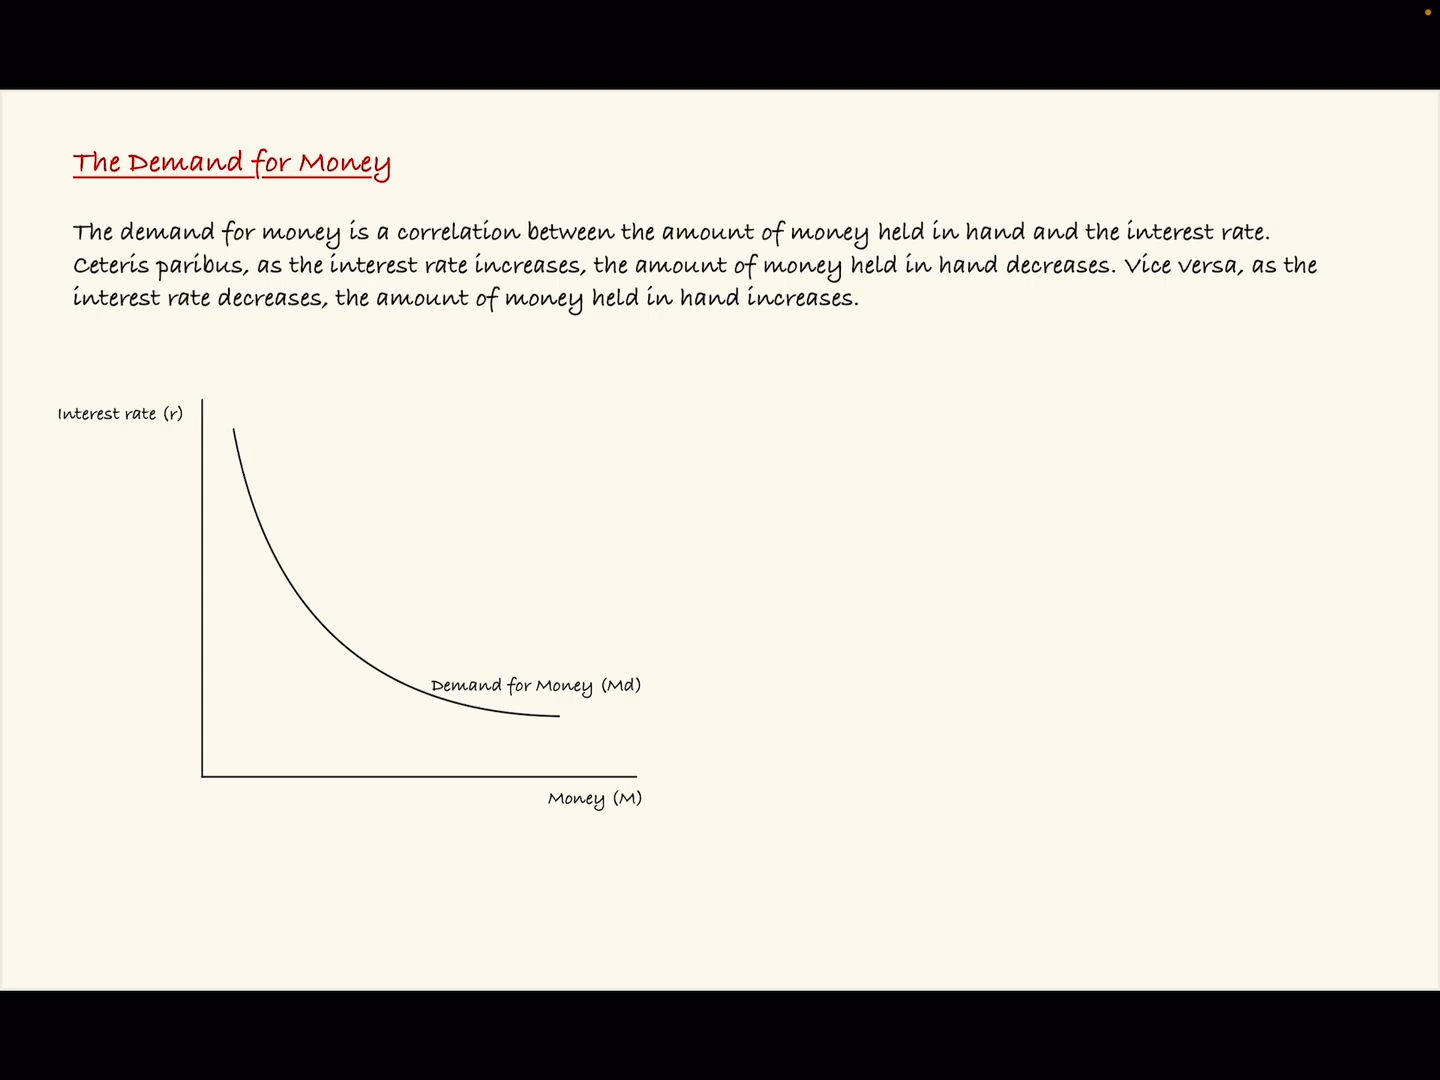 The Demand for Money
The demand for money is a correlation between the amount of money held in hand and the interest rate.
Ceteris paribus, as the interest rate increases, the amount of money held in hand decreases. Vice versa, as the
interest rate decreases, the amount of money held in hand increases.
Interest rate (r)
Demand for Money (Md)
Money (M)